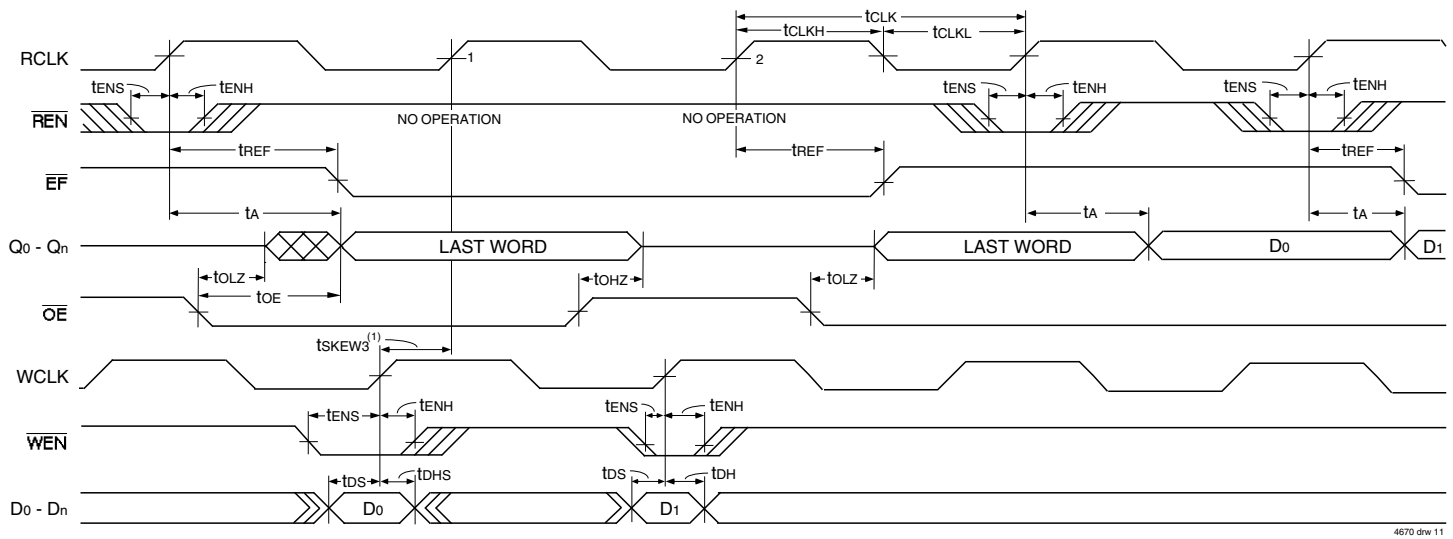 tCLK
tCLKH tCLKL
RCLK 1 2
tENS tENH tENS tENH tENS tENH
REN NO OPERATION NO OPERATION
tREF tREF tREF
EF
tA tA tA
Q0 - Qn LAST WORD LAST WORD D0 D1
tOLZ tOHZ tOLZ
tOE
OE
tSKEW3(1)
WCLK
tENS tENH tENS tENH
WEN
tDS tDHS tDS tDH
D0 - Dn D0 D1
4670 drw 11